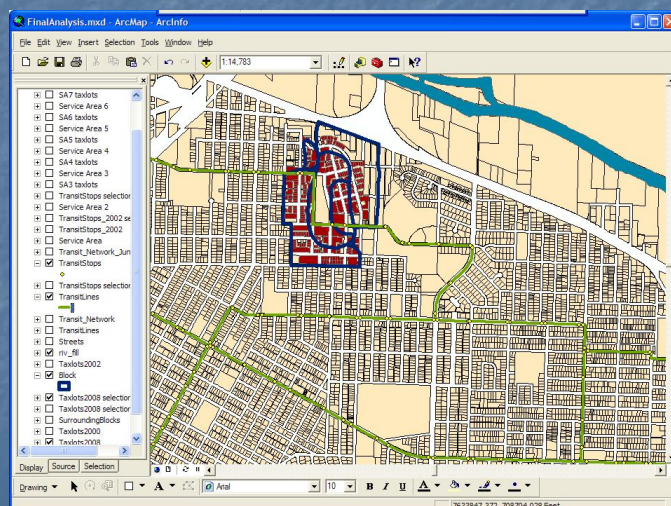 FinalAnalysis.mxd - ArcMap - ArcInfo
File Edit View Insert Selection Tools Window Help
1:14,783
SA7 taxlots
Service Area 6
SA6 taxlots
Service Area 5
SA5 taxlots
Service Area 4
SA4 taxlots
Service Area 3
SA3 taxlots
TransitStops selection
Service Area 2
TransitStops_2002 se
TransitStops_2002
Service Area
Transit_Network_Jun
TransitStops
TransitStops selection
TransitLines
Transit_Network
TransitLines
Streets
riv_fill
Taxlots2002
Block
Taxlots2008 selection
SurroundingBlocks
Taxlots2000
Taxlots2008
Display Source Selection
Drawing Arial 10 B I U A